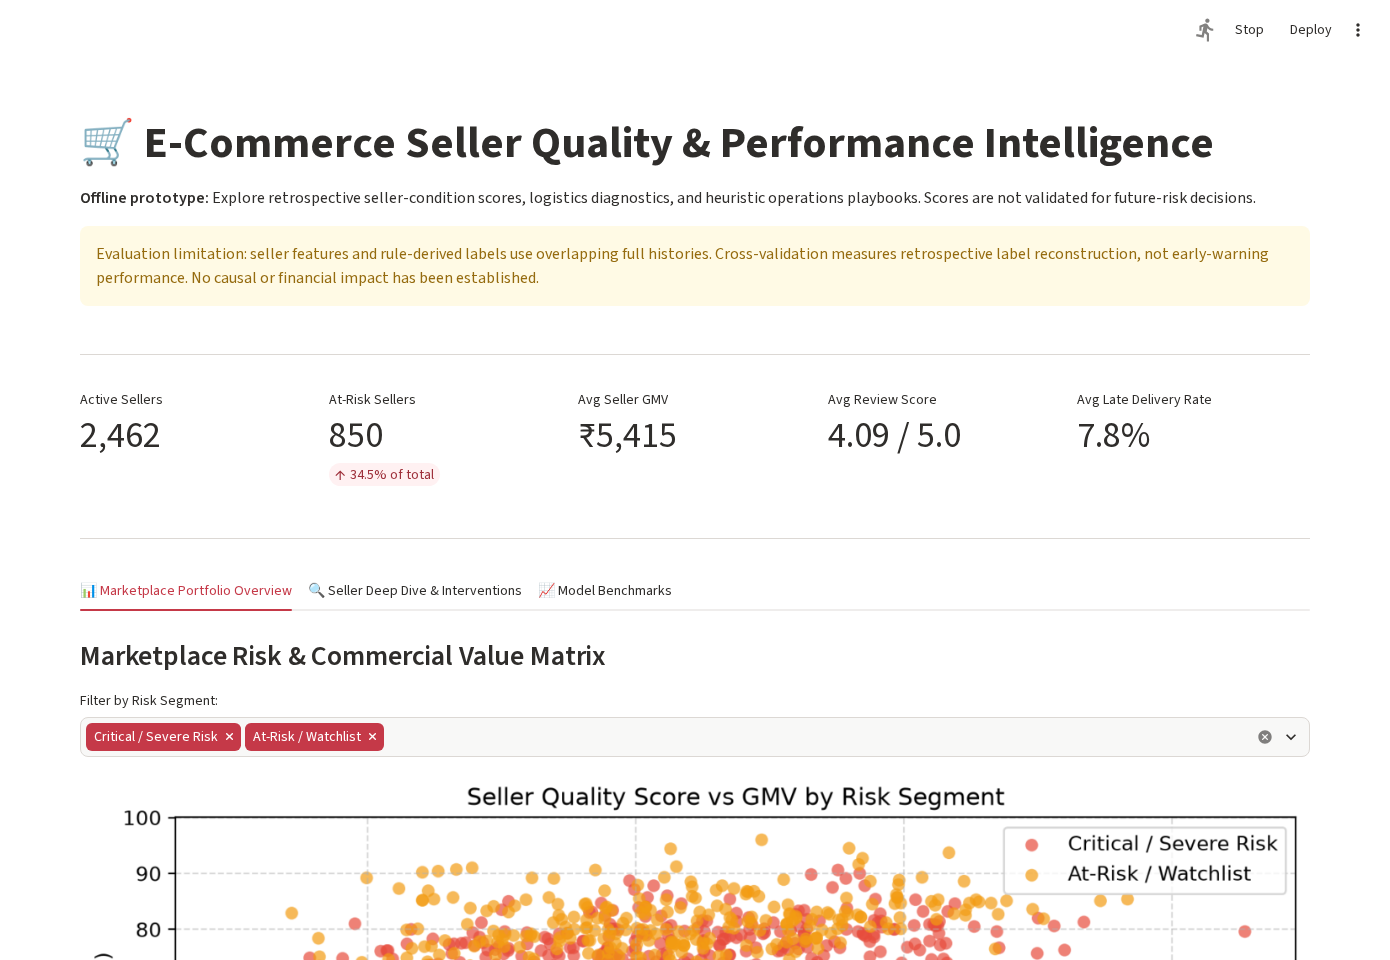 Stop Deploy
🛒 E-Commerce Seller Quality & Performance Intelligence
Offline prototype: Explore retrospective seller-condition scores, logistics diagnostics, and heuristic operations playbooks. Scores are not validated for future-risk decisions.
Evaluation limitation: seller features and rule-derived labels use overlapping full histories. Cross-validation measures retrospective label reconstruction, not early-warning
performance. No causal or financial impact has been established.
Active Sellers
2,462
At-Risk Sellers
850
↑ 34.5% of total
Avg Seller GMV
₹5,415
Avg Review Score
4.09 / 5.0
Avg Late Delivery Rate
7.8%
📊 Marketplace Portfolio Overview 🔍 Seller Deep Dive & Interventions 📈 Model Benchmarks
Marketplace Risk & Commercial Value Matrix
Filter by Risk Segment:
Critical / Severe Risk × At-Risk / Watchlist ×
Seller Quality Score vs GMV by Risk Segment
100
90
80
Critical / Severe Risk
At-Risk / Watchlist